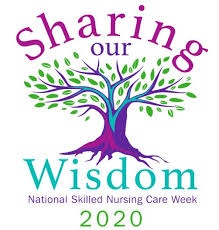 Sharing
our
Wisdom
National Skilled Nursing Care Week
2020